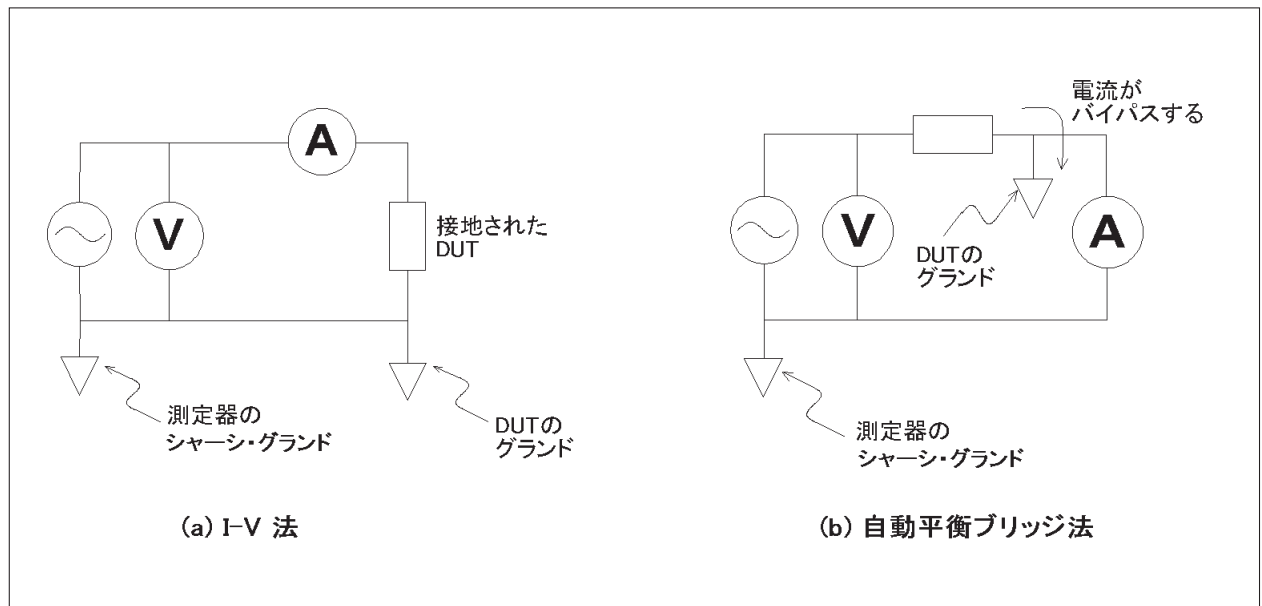 A
V
接地された
DUT
測定器の
シャーシ・グランド
DUTの
グランド
(a) I-V 法
電流が
バイパスする
V
A
DUTの
グランド
測定器の
シャーシ・グランド
(b) 自動平衡ブリッジ法